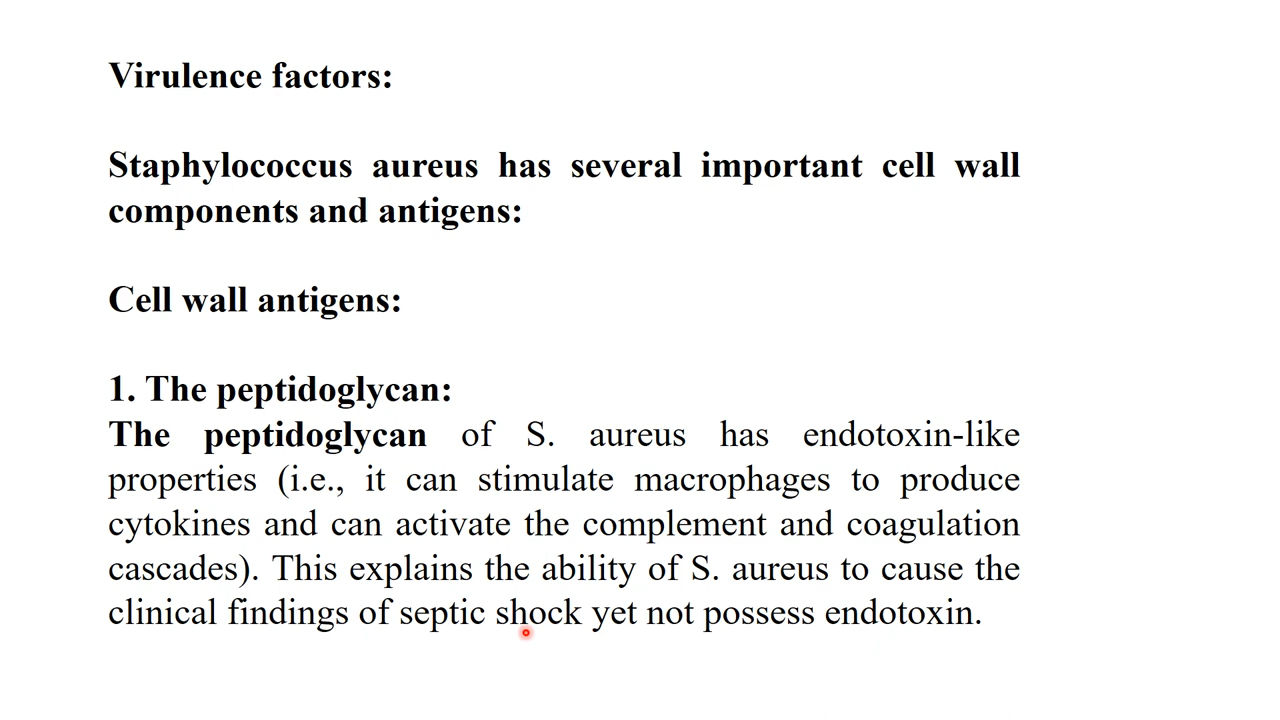 Virulence factors:
Staphylococcus aureus has several important cell wall
components and antigens:
Cell wall antigens:
1. The peptidoglycan:
The peptidoglycan of S. aureus has endotoxin-like
properties (i.e., it can stimulate macrophages to produce
cytokines and can activate the complement and coagulation
cascades). This explains the ability of S. aureus to cause the
clinical findings of septic shock yet not possess endotoxin.